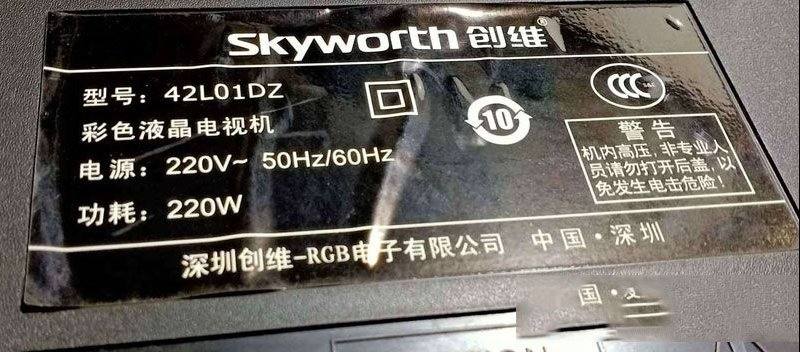 Skyworth 创维®
型号：42L01DZ
彩色液晶电视机
电源：220V~ 50Hz/60Hz
功耗：220W
10
CCC
警告
机内高压，非专业人
员请勿打开后盖，以
免发生电击危险！
深圳创维-RGB电子有限公司 中国·深圳
国·